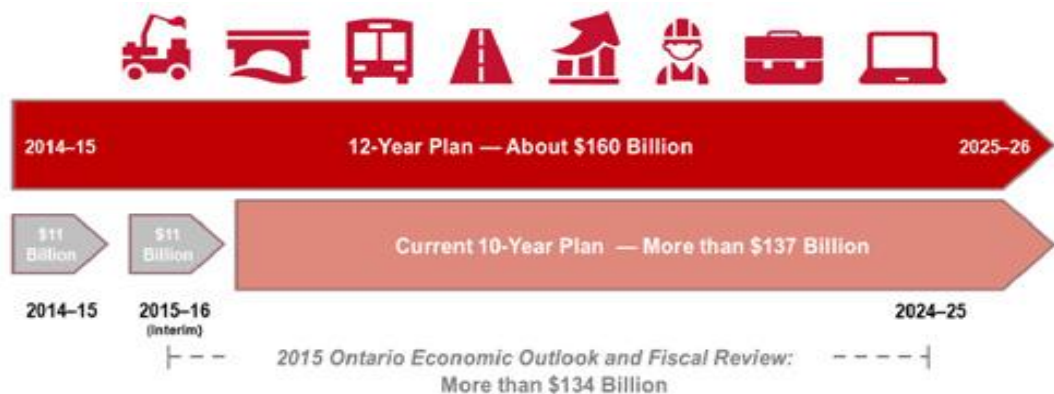 2014–15
12-Year Plan — About $160 Billion
2025–26
$11
Billion
$11
Billion
Current 10-Year Plan — More than $137 Billion
2014–15
2015–16
(Interim)
2024–25
2015 Ontario Economic Outlook and Fiscal Review:
More than $134 Billion